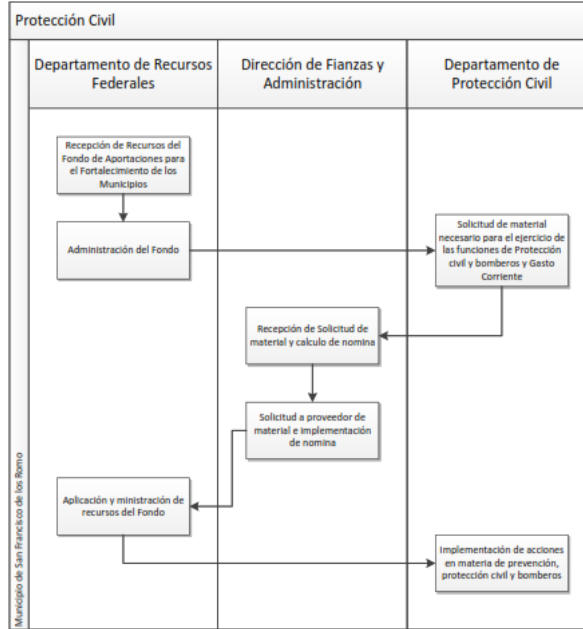 Protección Civil
Departamento de Recursos
Federales
Dirección de Fianzas y
Administración
Departamento de
Protección Civil
Recepción de Recursos del
Fondo de Aportaciones para
el Fortalecimiento de los
Municipios
Administración del Fondo
Solicitud de material
necesario para el ejercicio de
las funciones de Protección
civil y bomberos y Gasto
Corriente
Recepción de Solicitud de
material y calculo de nomina
Solicitud a proveedor de
material e implementación
de nomina
Aplicación y ministración de
recursos del Fondo
Implementación de acciones
en materia de prevención,
protección civil y bomberos
Municipio de San Francisco de los Romo